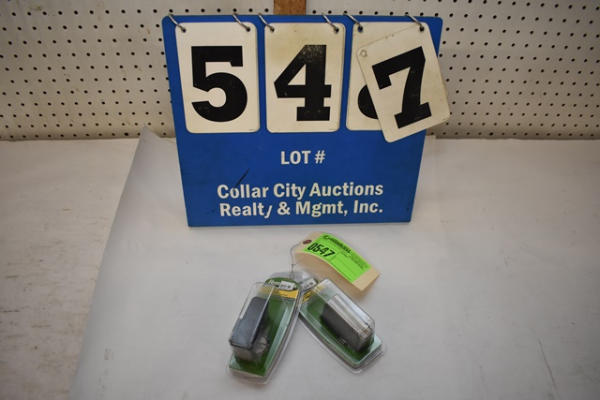 547
LOT #
Collar City Auctions
Realty & Mgmt, Inc.
0547